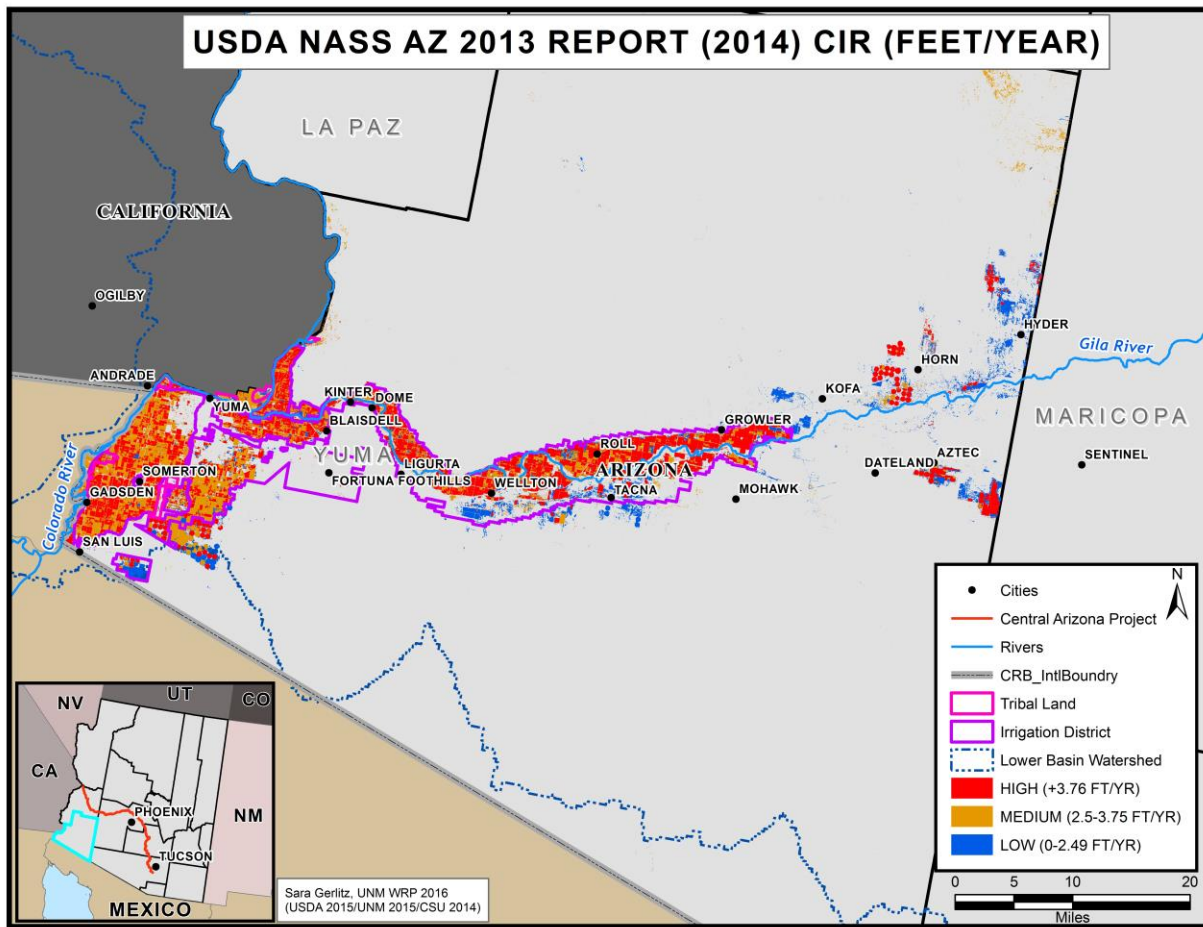 USDA NASS AZ 2013 REPORT (2014) CIR (FEET/YEAR)
LA PAZ
CALIFORNIA
OGILBY
HYDER
Gila River
HORN
ANDRADE
KOFA
KINTER
DOME
YUMA
GROWLER
MARICOPA
BLAISDELL
ROLL
YUMA
LIGURTA
ARIZONA
AZTEC
SENTINEL
SOMERTON
DATELAND
FORTUNA FOOTHILLS
WELLTON
GADSDEN
TACNA
MOHAWK
Colorado River
SAN LUIS
N
Cities
Central Arizona Project
Rivers
CRB_IntlBoundry
Tribal Land
Irrigation District
Lower Basin Watershed
HIGH (+3.76 FT/YR)
MEDIUM (2.5-3.75 FT/YR)
LOW (0-2.49 FT/YR)
0 5 10 20
Miles
UT
NV
CO
CA
PHOENIX
NM
TUCSON
MEXICO
Sara Gerlitz, UNM WRP 2016
(USDA 2015/UNM 2015/CSU 2014)